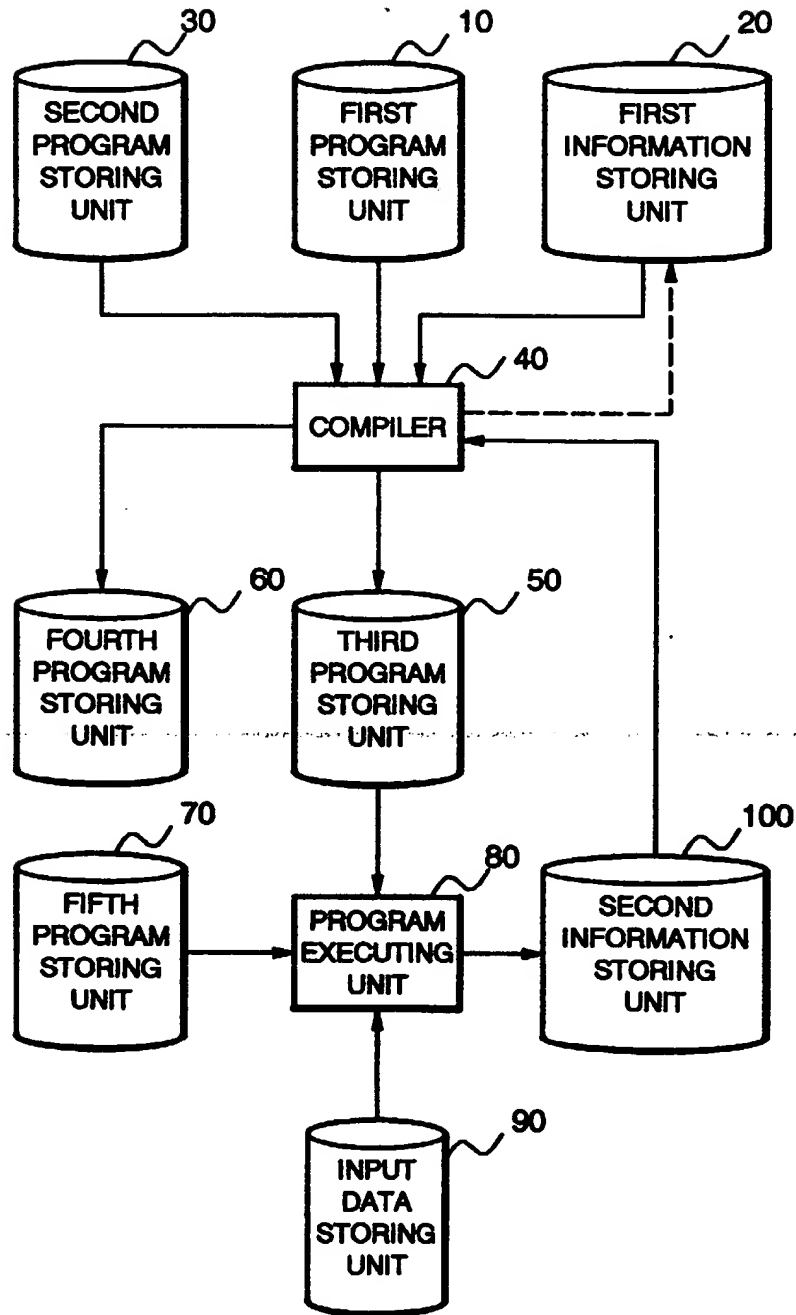 30
10
20
SECOND
PROGRAM
STORING
UNIT
FIRST
PROGRAM
STORING
UNIT
FIRST
INFORMATION
STORING
UNIT
40
COMPILER
60
50
FOURTH
PROGRAM
STORING
UNIT
THIRD
PROGRAM
STORING
UNIT
70
80
100
FIFTH
PROGRAM
STORING
UNIT
PROGRAM
EXECUTING
UNIT
SECOND
INFORMATION
STORING
UNIT
90
INPUT
DATA
STORING
UNIT